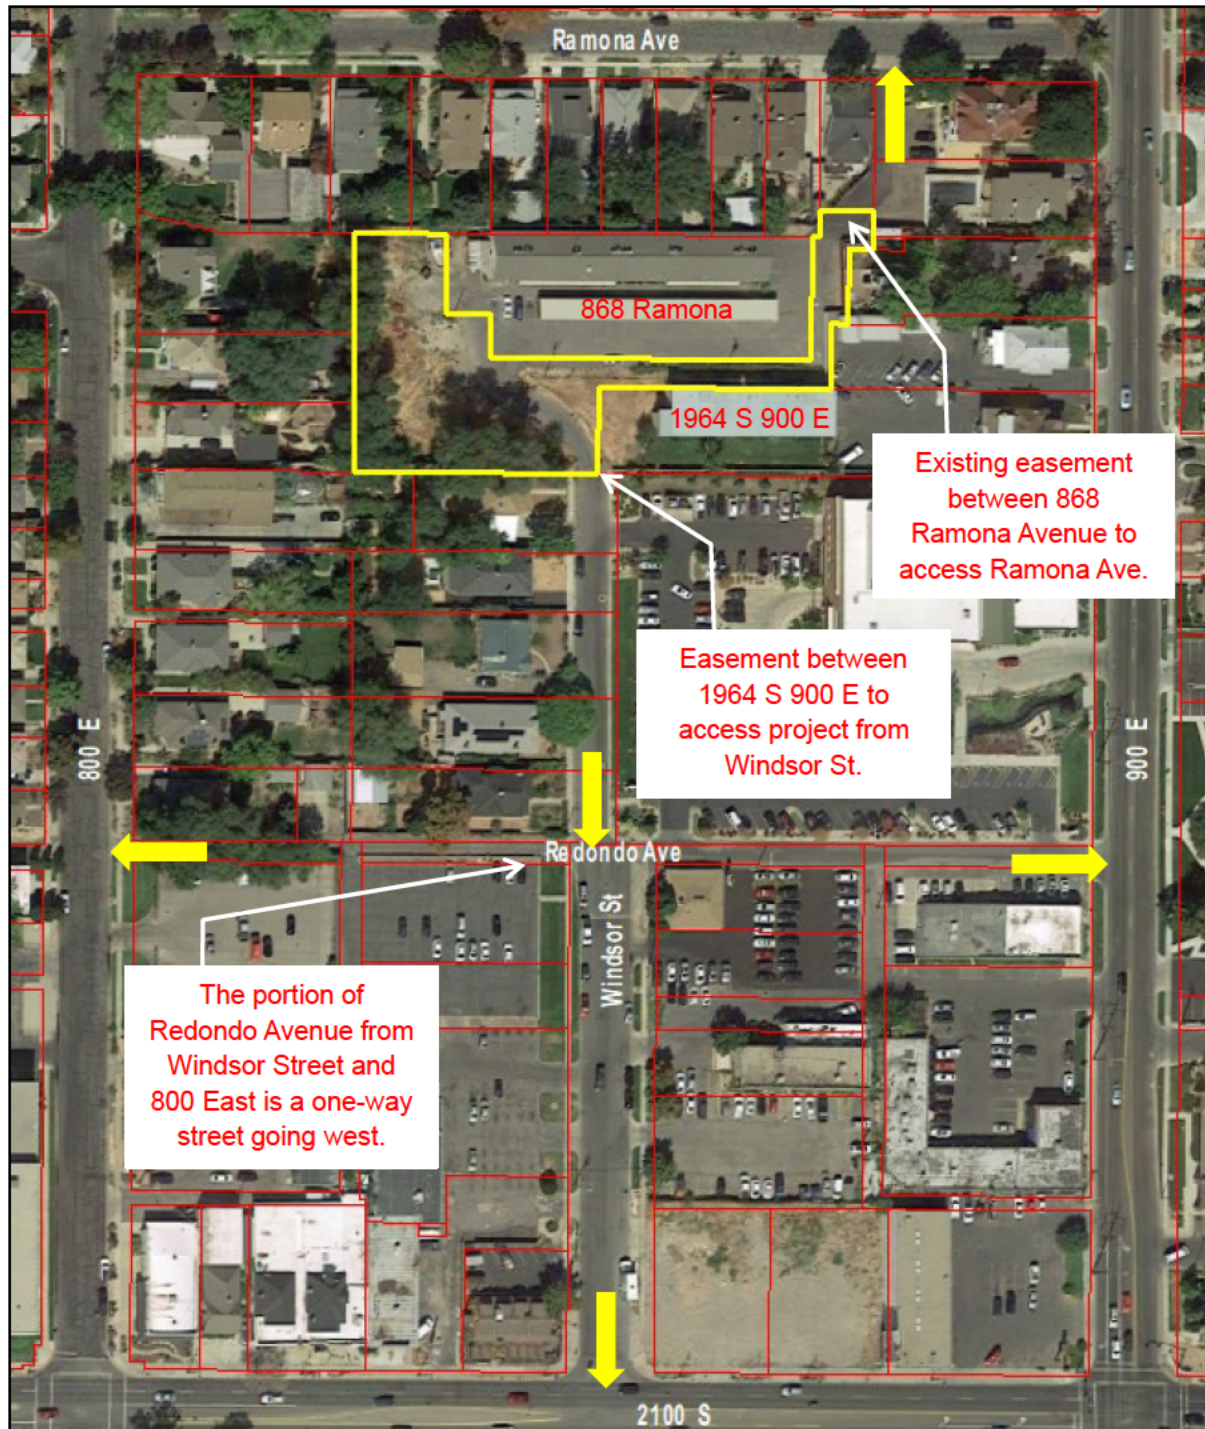 Ramona Ave
868 Ramona
1964 S 900 E
Existing easement
between 868
Ramona Avenue to
access Ramona Ave.
Easement between
1964 S 900 E to
access project from
Windsor St.
800 E
900 E
Redondo Ave
Windsor St
The portion of
Redondo Avenue from
Windsor Street and
800 East is a one-way
street going west.
2100 S